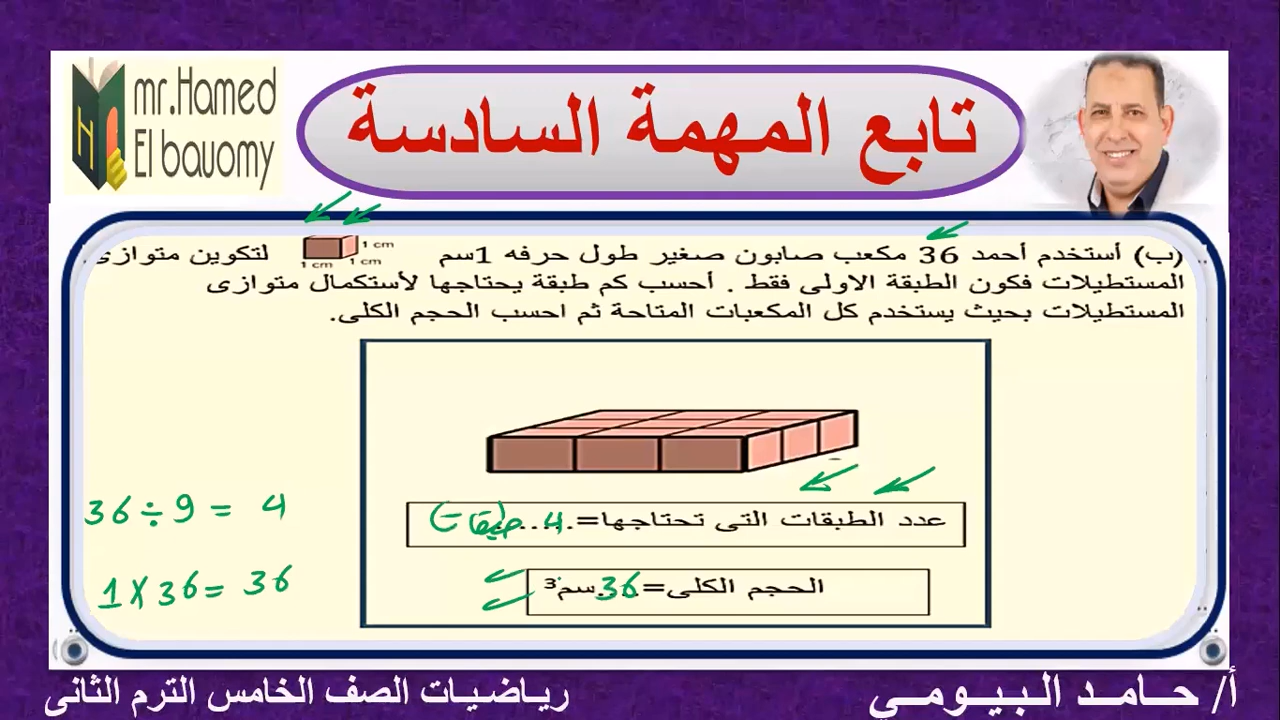 mr.Hamed
El bauomy
تابع المهمة السادسة
(ب) أستخدم أحمد 36 مكعب صابون صغير طول حرفه 1سم لتكوين متوازى
1 cm
1 cm
1 cm
المستطيلات فكون الطبقة الاولى فقط . أحسب كم طبقة يحتاجها لأستكمال متوازى
المستطيلات بحيث يستخدم كل المكعبات المتاحة ثم احسب الحجم الكلى.
عدد الطبقات التى تحتاجها=..4.. طبقات
الحجم الكلى=..36..سم³
36 ÷ 9 = 4
1 x 36 = 36
أ/ حامد البيومي
رياضيات الصف الخامس الترم الثانى